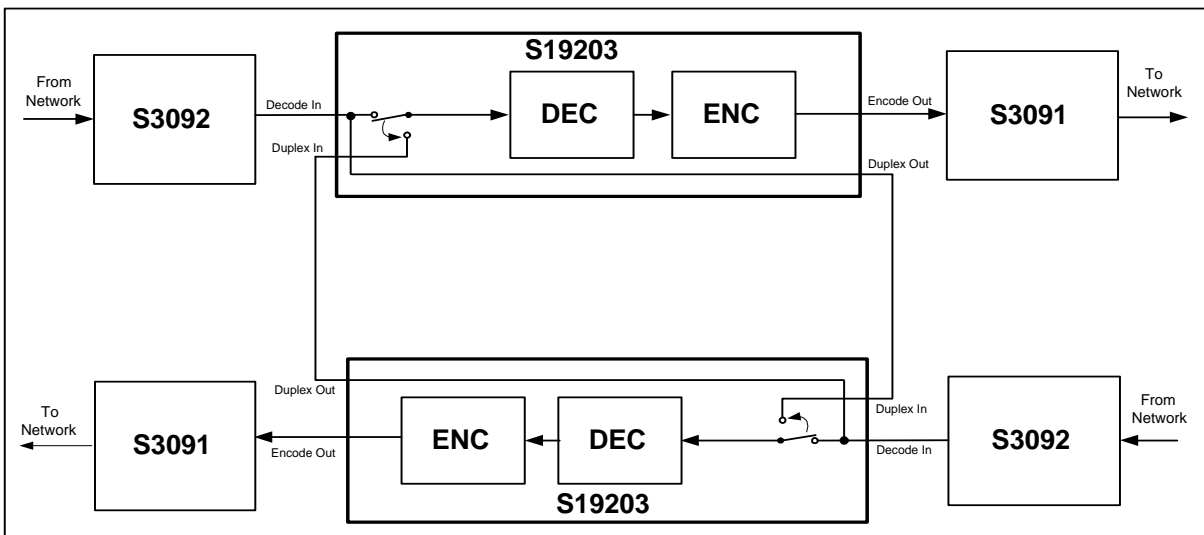 S19203
From
Network
S3092
Decode In
DEC
ENC
Encode Out
S3091
To
Network
Duplex In
Duplex Out
To
Network
S3091
Duplex Out
Encode Out
ENC
DEC
Duplex In
Decode In
S3092
From
Network
S19203